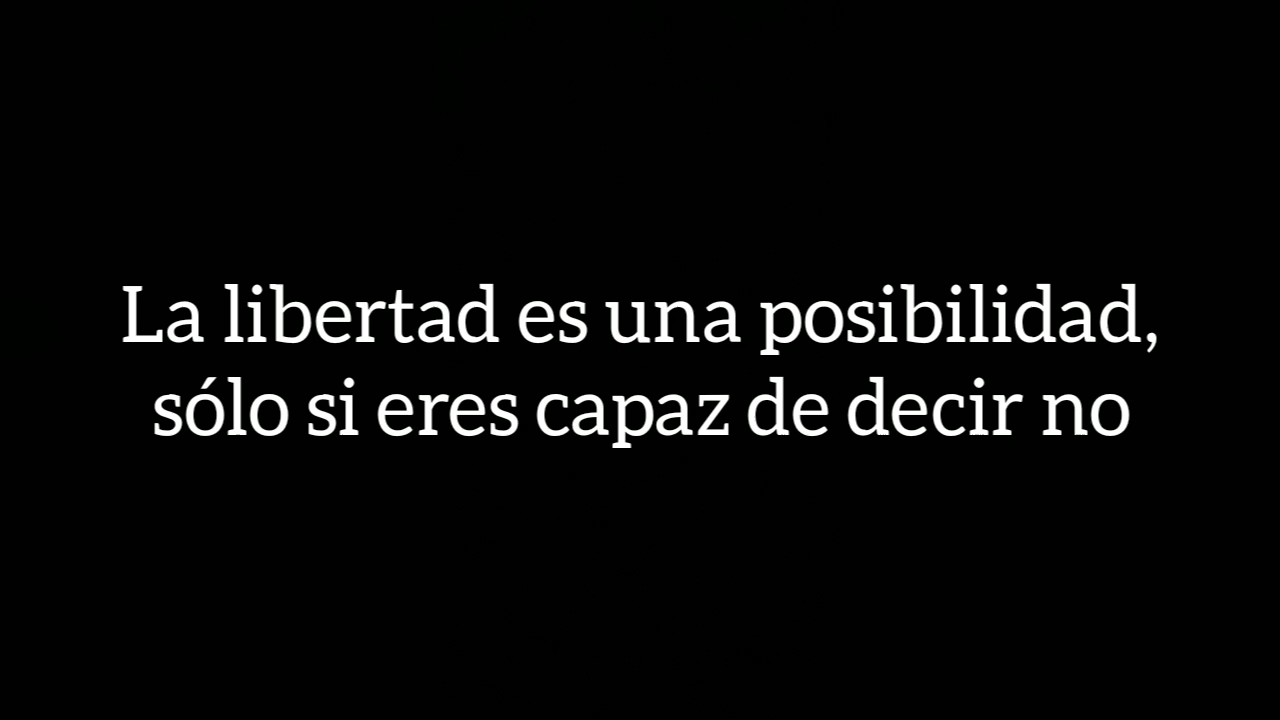 La libertad es una posibilidad,
sólo si eres capaz de decir no